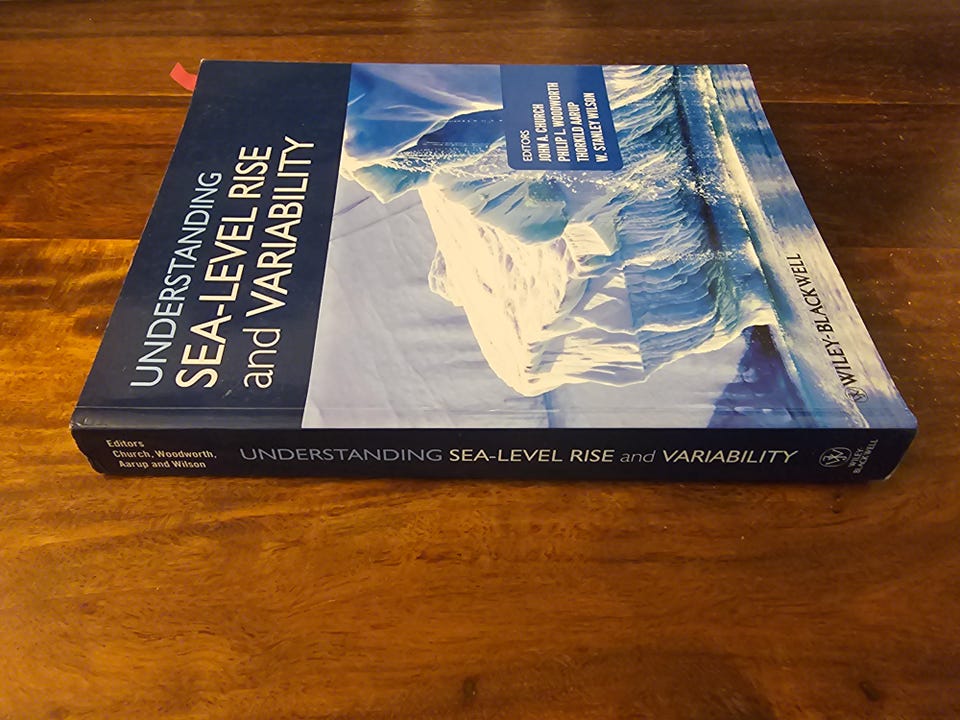 UNDERSTANDING
SEA-LEVEL RISE
and VARIABILITY
EDITORS
JOHN A. CHURCH
PHILIP L. WOODWORTH
THORKILD AARUP
W. STANLEY WILSON
WILEY-BLACKWELL
Editors
Church, Woodworth,
Aarup and Wilson
UNDERSTANDING SEA-LEVEL RISE and VARIABILITY
WILEY-
BLACKWELL